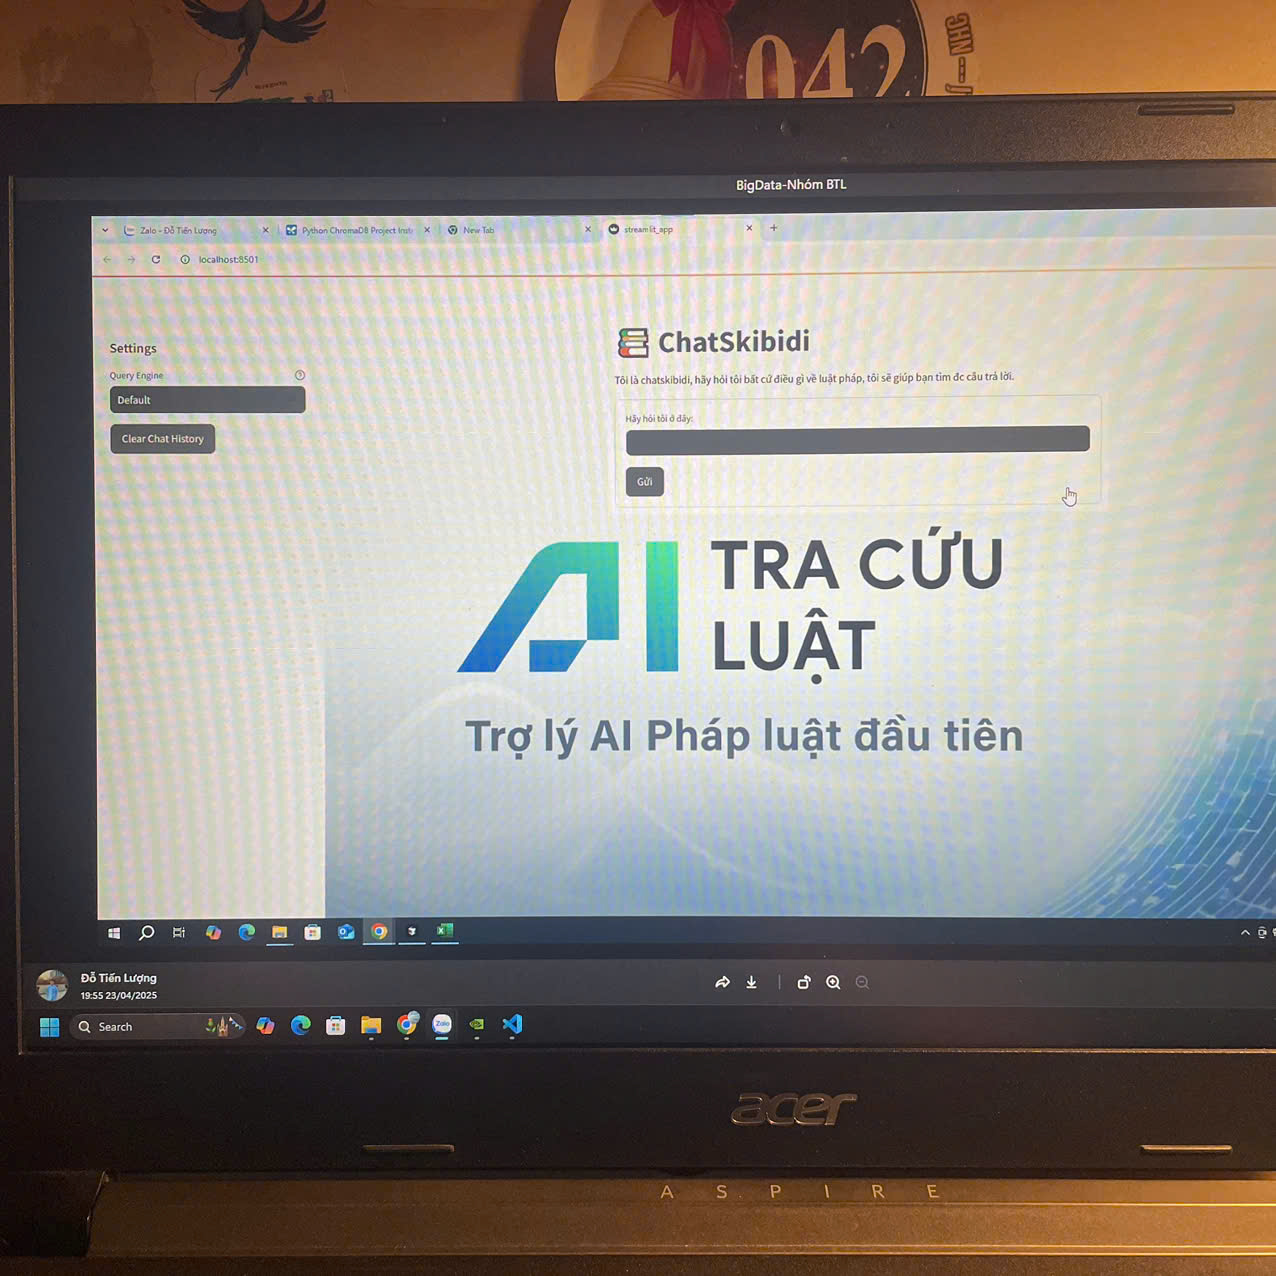 042
BigData-Nhóm BTL
Zalo - Đỗ Tiến Lượng
Python ChromaDB Project Inst
New Tab
streamlit_app
localhost:8501
Settings
Query Engine
Default
Clear Chat History
ChatSkibidi
Tôi là chatskibidi, hãy hỏi tôi bất cứ điều gì về luật pháp, tôi sẽ giúp bạn tìm đc câu trả lời.
Hãy hỏi tôi ở đây:
Gửi
AI TRA CỨU
LUẬT
Trợ lý AI Pháp luật đầu tiên
Đỗ Tiến Lượng
19:55 23/04/2025
Search
Zalo
acer
ASPIRE